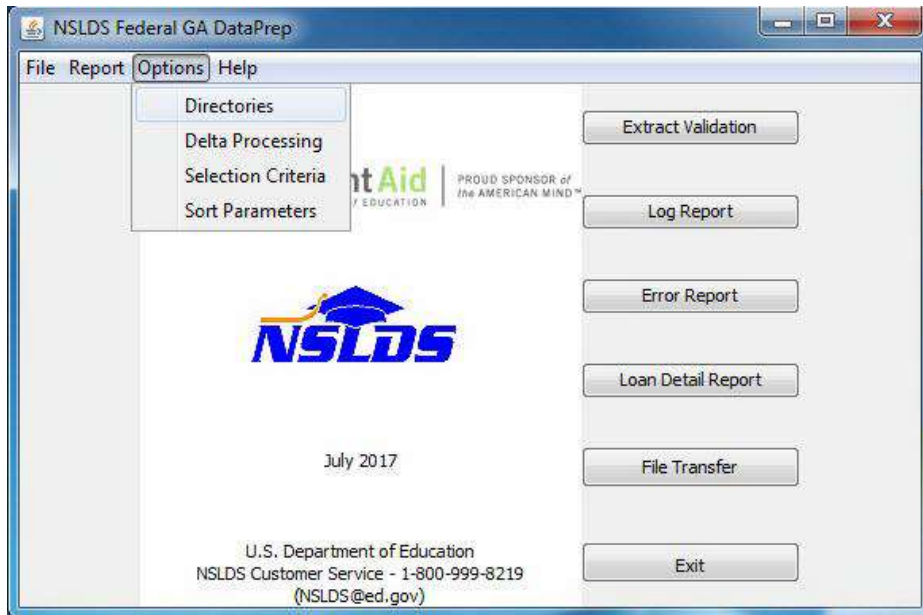 NSLDS Federal GA DataPrep
File Report Options Help
Directories
Delta Processing
Selection Criteria
Sort Parameters
nt Aid
EDUCATION
PROUD SPONSOR of
the AMERICAN MIND™
Extract Validation
Log Report
Error Report
Loan Detail Report
File Transfer
Exit
NSLDS
July 2017
U.S. Department of Education
NSLDS Customer Service - 1-800-999-8219
(NSLDS@ed.gov)